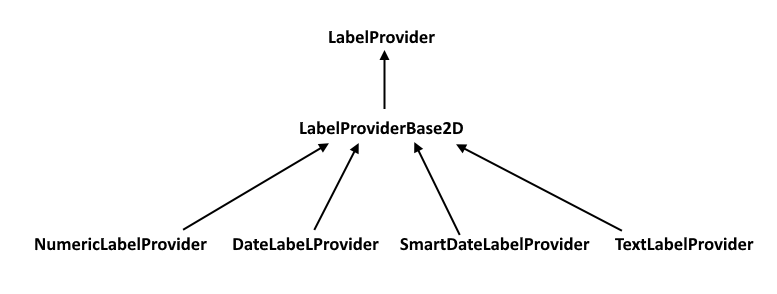 LabelProvider
LabelProviderBase2D
NumericLabelProvider DateLabeLProvider SmartDateLabelProvider TextLabelProvider